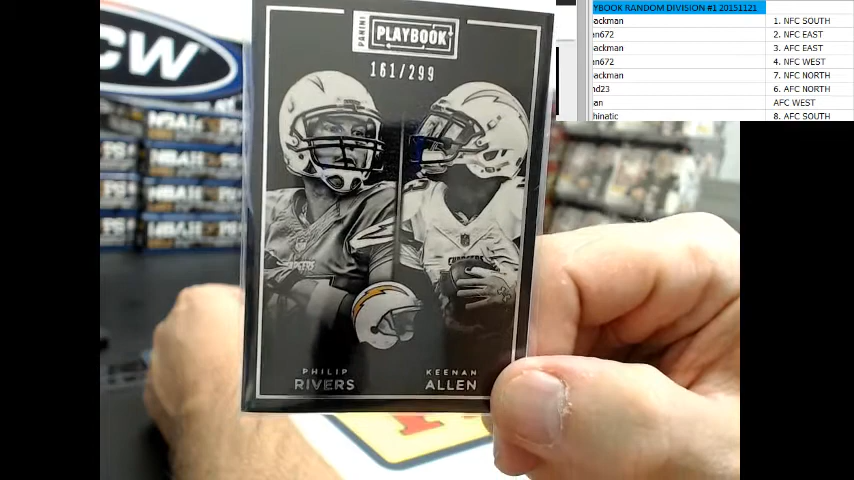 YBOOK RANDOM DIVISION #1 20151121
ackman 1. NFC SOUTH
n672 2. NFC EAST
ackman 3. AFC EAST
n672 4. NFC WEST
ackman 7. NFC NORTH
nd23 6. AFC NORTH
an AFC WEST
hinatic 8. AFC SOUTH
CW
PANINI
PLAYBOOK
161/299
CHARGERS
PHILIP
RIVERS
KEENAN
ALLEN